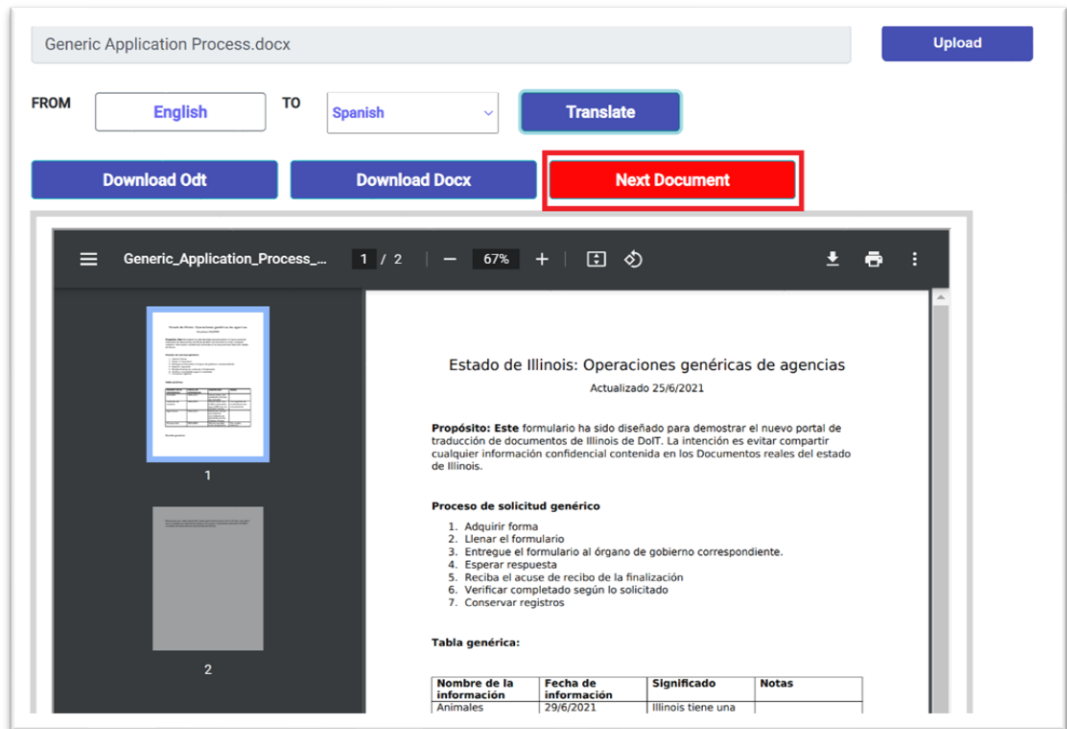 Generic Application Process.docx
Upload
FROM
English
TO
Spanish
Translate
Download Odt
Download Docx
Next Document
Generic_Application_Process_...
1 / 2
67%
1
2
Estado de Illinois: Operaciones genéricas de agencias
Actualizado 25/6/2021
Propósito: Este formulario ha sido diseñado para demostrar el nuevo portal de
traducción de documentos de Illinois de DoIT. La intención es evitar compartir
cualquier información confidencial contenida en los Documentos reales del estado
de Illinois.
Proceso de solicitud genérico
1. Adquirir forma
2. Llenar el formulario
3. Entregue el formulario al órgano de gobierno correspondiente.
4. Esperar respuesta
5. Reciba el acuse de recibo de la finalización
6. Verificar completado según lo solicitado
7. Conservar registros
Tabla genérica:
Nombre de la información
Fecha de información
Significado
Notas
Animales
29/6/2021
Illinois tiene una